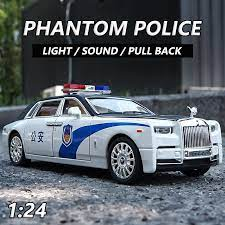 PHANTOM POLICE
LIGHT / SOUND / PULL BACK
公安
1:24